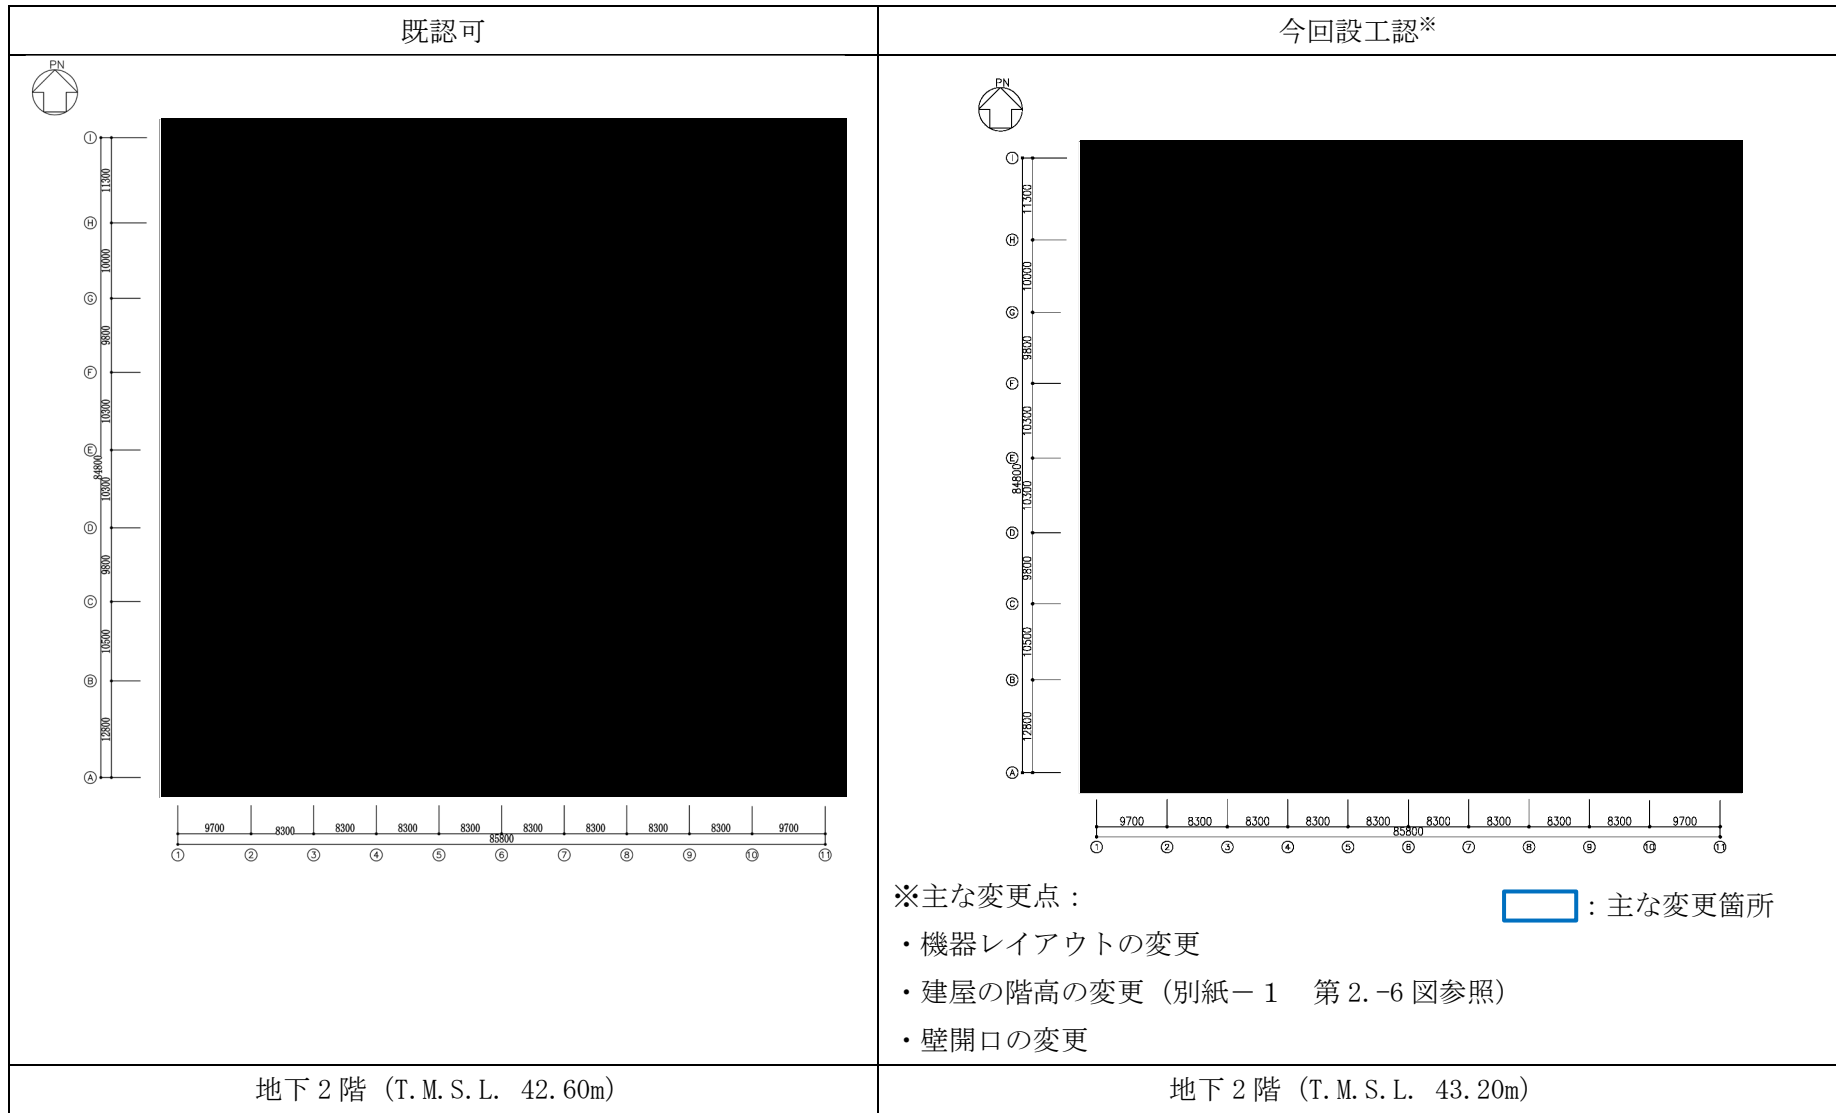 既認可
今回設工認※
PN
Ⓘ
11300
Ⓗ
10000
Ⓖ
9800
Ⓕ
10300
Ⓔ
84800
10300
Ⓓ
9800
Ⓒ
10500
Ⓑ
12800
Ⓐ
9700 8300 8300 8300 8300 8300 8300 8300 8300 9700
85800
① ② ③ ④ ⑤ ⑥ ⑦ ⑧ ⑨ ⑩ ⑪
PN
Ⓘ
11300
Ⓗ
10000
Ⓖ
9800
Ⓕ
10300
Ⓔ
84800
10300
Ⓓ
9800
Ⓒ
10500
Ⓑ
12800
Ⓐ
9700 8300 8300 8300 8300 8300 8300 8300 8300 9700
85800
① ② ③ ④ ⑤ ⑥ ⑦ ⑧ ⑨ ⑩ ⑪
※主な変更点：
：主な変更箇所
・機器レイアウトの変更
・建屋の階高の変更（別紙－１　第 2.-6 図参照）
・壁開口の変更
地下 2 階（T.M.S.L. 42.60m）
地下 2 階（T.M.S.L. 43.20m）